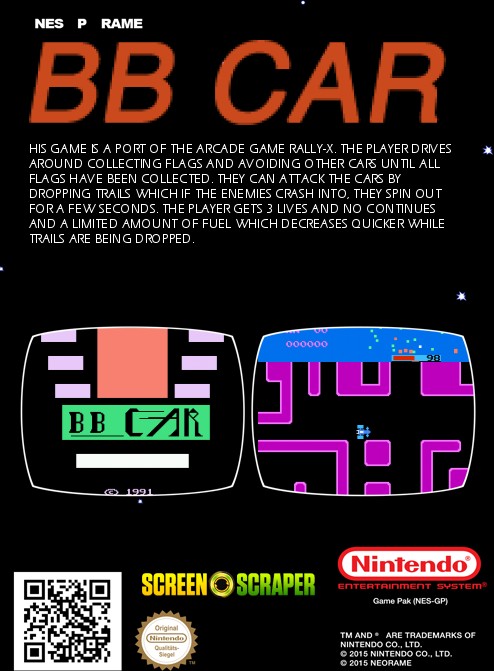 NES P RAME
BB CAR
HIS GAME IS A PORT OF THE ARCADE GAME RALLY-X. THE PLAYER DRIVES
AROUND COLLECTING FLAGS AND AVOIDING OTHER CARS UNTIL ALL
FLAGS HAVE BEEN COLLECTED. THEY CAN ATTACK THE CARS BY
DROPPING TRAILS WHICH IF THE ENEMIES CRASH INTO, THEY SPIN OUT
FOR A FEW SECONDS. THE PLAYER GETS 3 LIVES AND NO CONTINUES
AND A LIMITED AMOUNT OF FUEL WHICH DECREASES QUICKER WHILE
TRAILS ARE BEING DROPPED.
BB CAR
© 1991
00
000000
98
SCREEN SCRAPER
Original
Nintendo
Qualitäts-
Siegel
TM
Nintendo®
ENTERTAINMENT SYSTEM®
Game Pak (NES-GP)
TM AND ® ARE TRADEMARKS OF
NINTENDO CO., LTD.
© 2015 NINTENDO CO., LTD.
© 2015 NEORAME